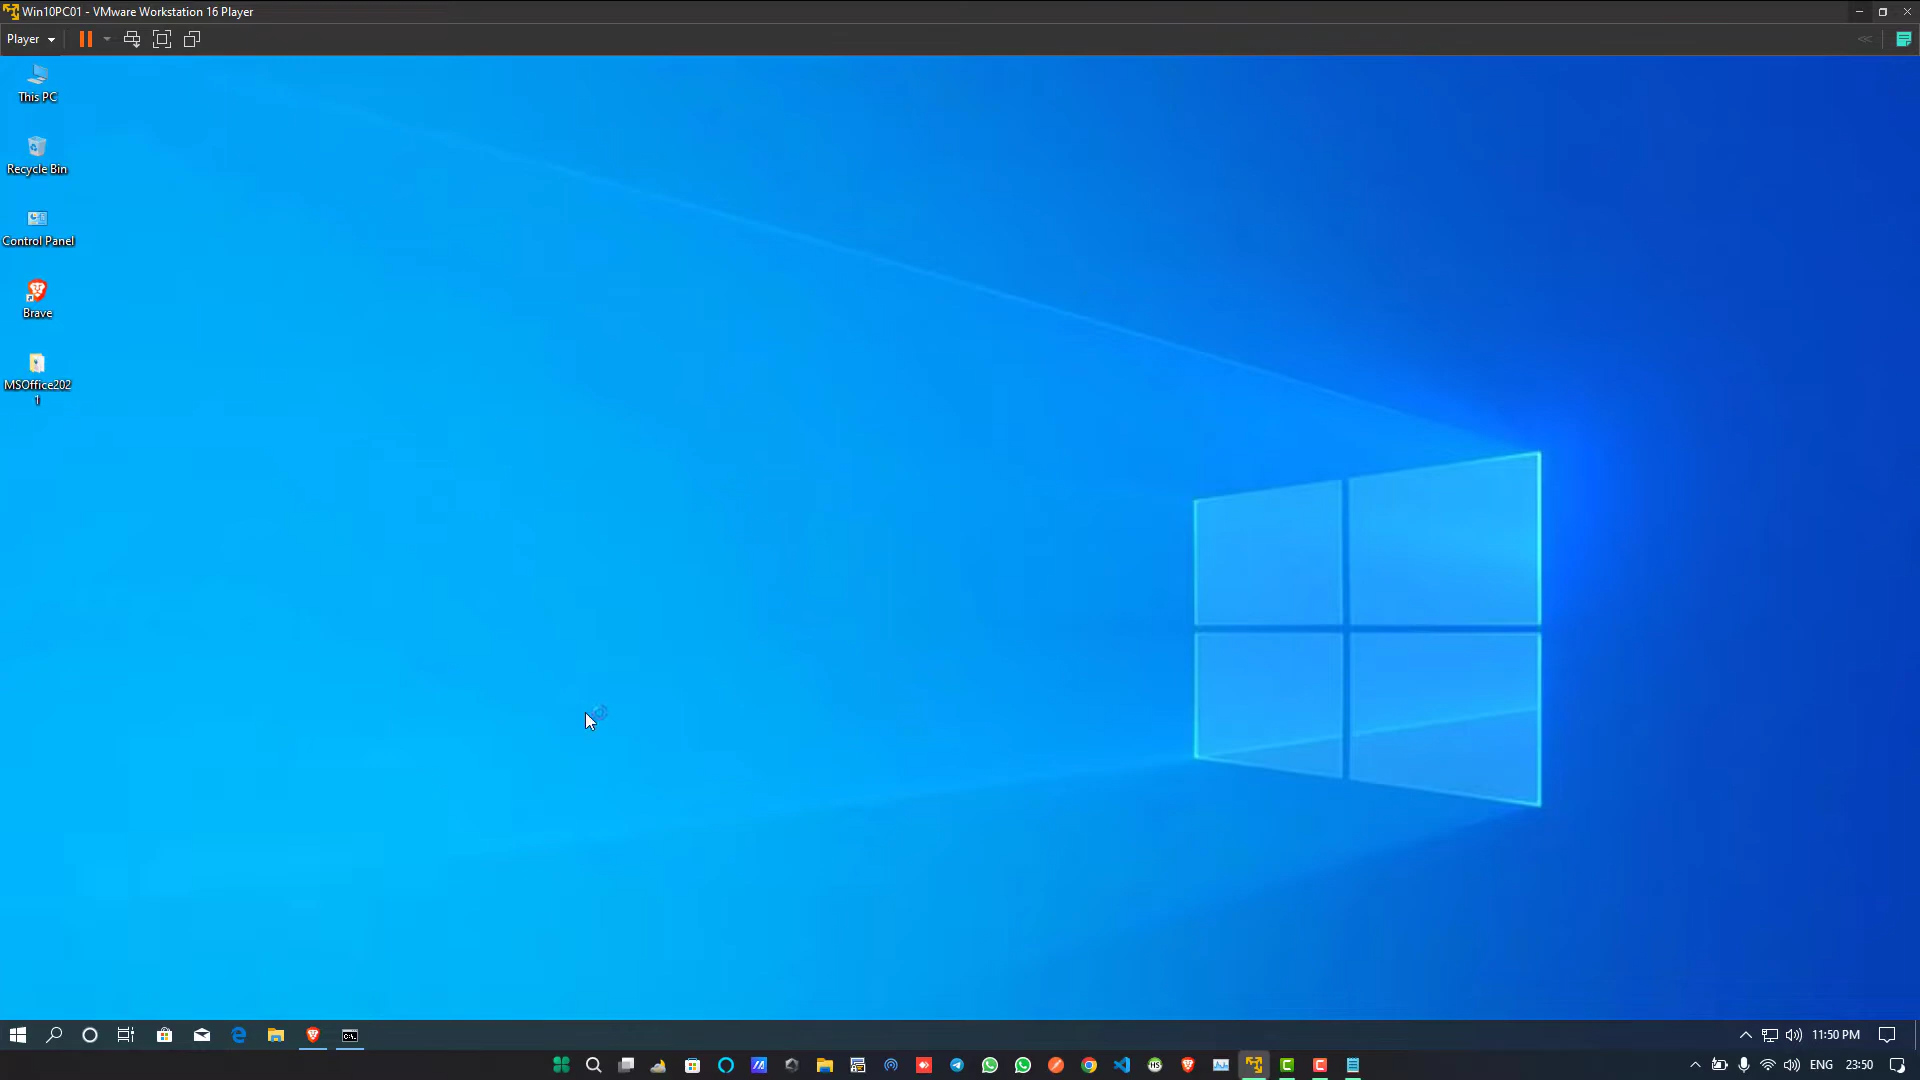 Win10PC01 - VMware Workstation 16 Player
Player
This PC
Recycle Bin
Control Panel
Brave
MSOffice202
1
11:50 PM
ENG
23:50